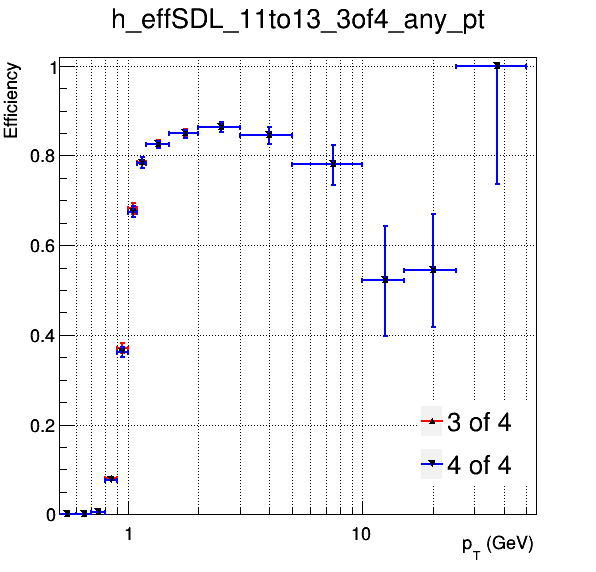 h_effSDL_11to13_3of4_any_pt
Efficiency
1
0.8
0.6
0.4
0.2
0
1
10
p_T (GeV)
3 of 4
4 of 4